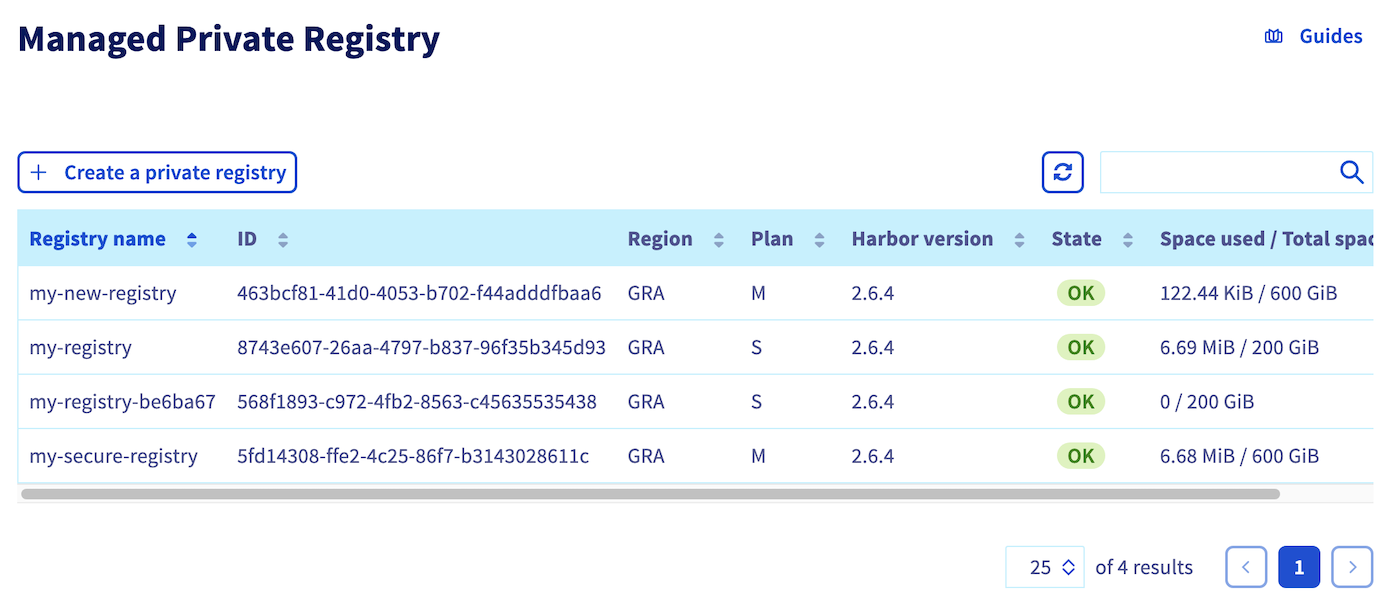 Managed Private Registry
Guides
+ Create a private registry
Registry name ID Region Plan Harbor version State Space used / Total spac
my-new-registry 463bcf81-41d0-4053-b702-f44adddfbaa6 GRA M 2.6.4 OK 122.44 KiB / 600 GiB
my-registry 8743e607-26aa-4797-b837-96f35b345d93 GRA S 2.6.4 OK 6.69 MiB / 200 GiB
my-registry-be6ba67 568f1893-c972-4fb2-8563-c45635535438 GRA S 2.6.4 OK 0 / 200 GiB
my-secure-registry 5fd14308-ffe2-4c25-86f7-b3143028611c GRA M 2.6.4 OK 6.68 MiB / 600 GiB
25 of 4 results 1